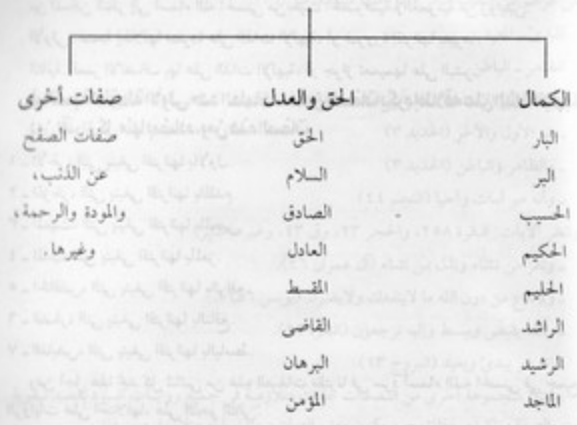 الكمال
البار
البر
الحسيب
الحكيم
الحليم
الراشد
الرشيد
الماجد
الحق والعدل
الحق
السلام
الصادق
العادل
المقسط
القاضى
البرهان
المؤمن
صفات أخرى
صفات الصفح
عن الذنب،
والمودة والرحمة،
وغيرها.